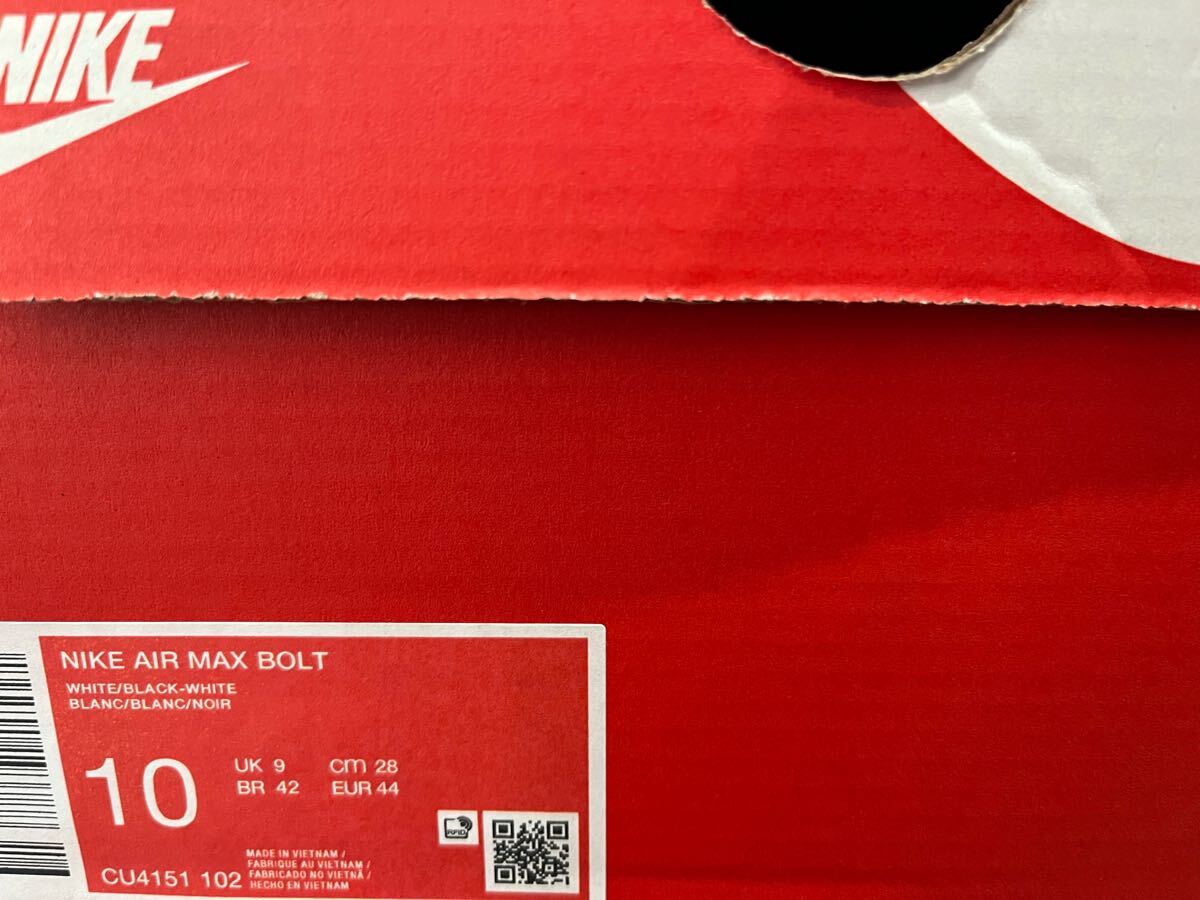 NIKE
NIKE AIR MAX BOLT
WHITE/BLACK-WHITE
BLANC/BLANC/NOIR
10
UK 9 cm 28
BR 42 EUR 44
RFID
CU4151 102
MADE IN VIETNAM /
FABRIQUE AU VIETNAM /
FABRICADO NO VIETNÃ /
HECHO EN VIETNAM